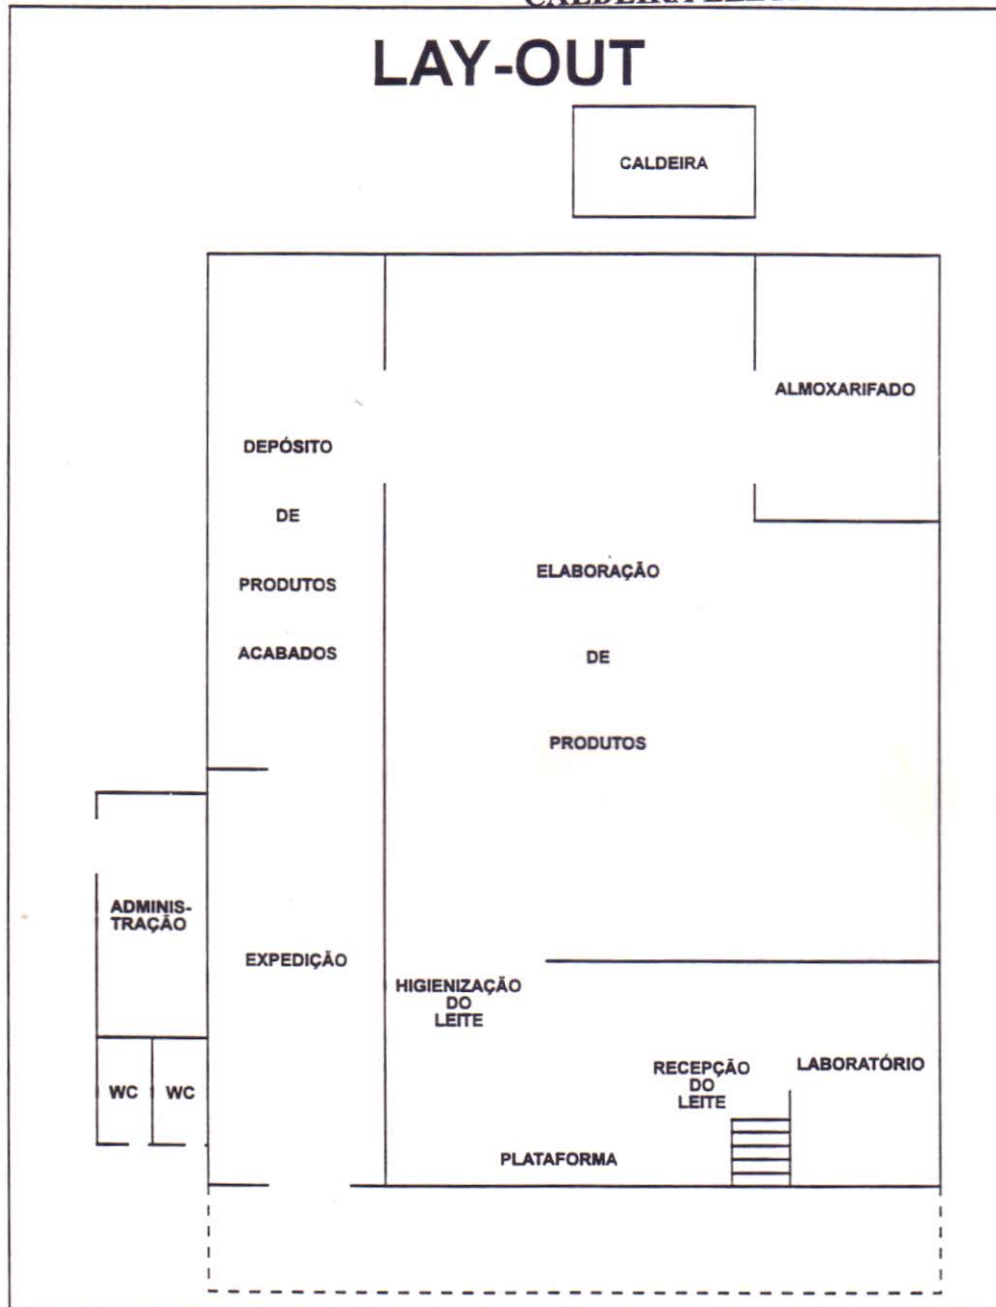 LAY-OUT
CALDEIRA
ALMOXARIFADO
DEPÓSITO
DE
PRODUTOS
ACABADOS
ELABORAÇÃO
DE
PRODUTOS
ADMINIS-
TRAÇÃO
EXPEDIÇÃO
HIGIENIZAÇÃO
DO
LEITE
RECEPÇÃO
DO
LEITE
LABORATÓRIO
WC
WC
PLATAFORMA